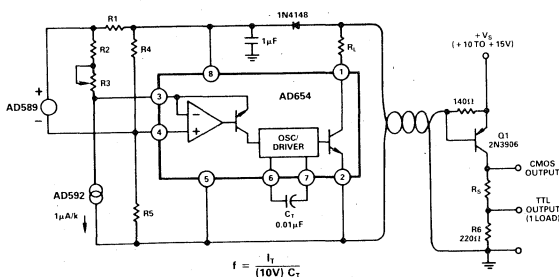 R1
1N4148
+VS
(+10 TO +15V)
R2
R4
1µF
RL
R3
8
1
140Ω
+
AD589
−
3
AD654
4
−
+
OSC/
DRIVER
Q1
2N3906
CMOS
OUTPUT
AD592
1µA/k
5
6
7
2
RS
TTL
OUTPUT
(1 LOAD)
R5
CT
0.01µF
R6
220Ω
f = IT
(10V) CT